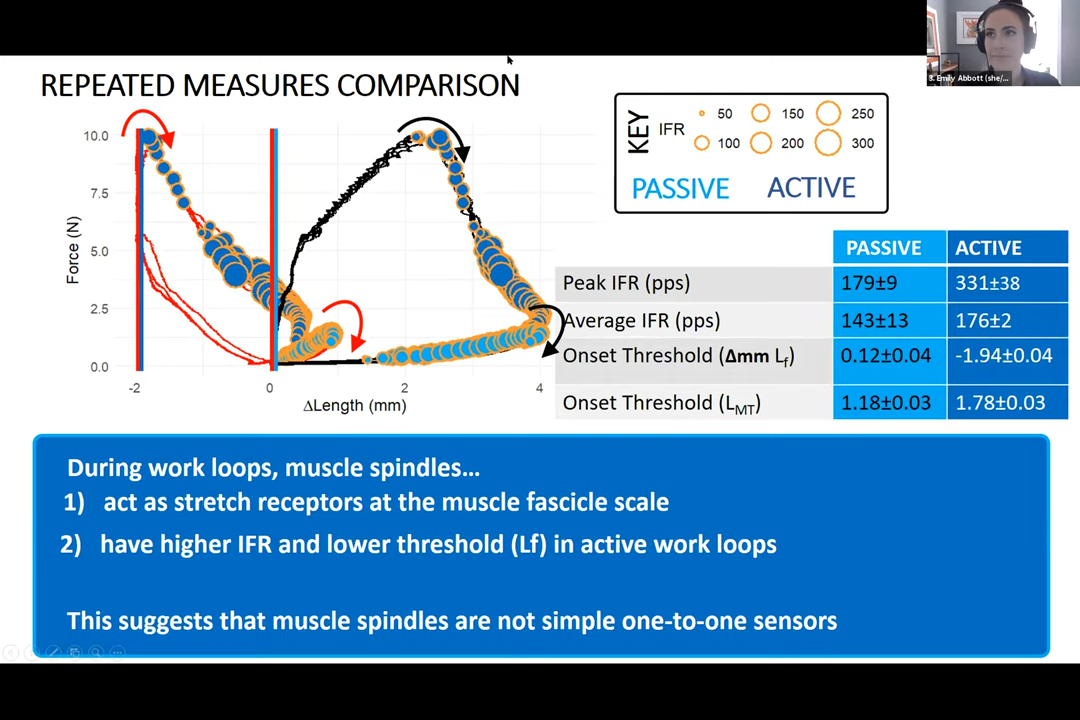 REPEATED MEASURES COMPARISON
3. Emily Abbott (she/...
KEY
IFR
50
150
250
100
200
300
PASSIVE
ACTIVE
10.0
7.5
5.0
2.5
0.0
Force (N)
-2
0
2
4
ΔLength (mm)
PASSIVE ACTIVE
Peak IFR (pps) 179±9 331±38
Average IFR (pps) 143±13 176±2
Onset Threshold (Δmm Lf) 0.12±0.04 -1.94±0.04
Onset Threshold (LMT) 1.18±0.03 1.78±0.03
During work loops, muscle spindles...
1) act as stretch receptors at the muscle fascicle scale
2) have higher IFR and lower threshold (Lf) in active work loops
This suggests that muscle spindles are not simple one-to-one sensors